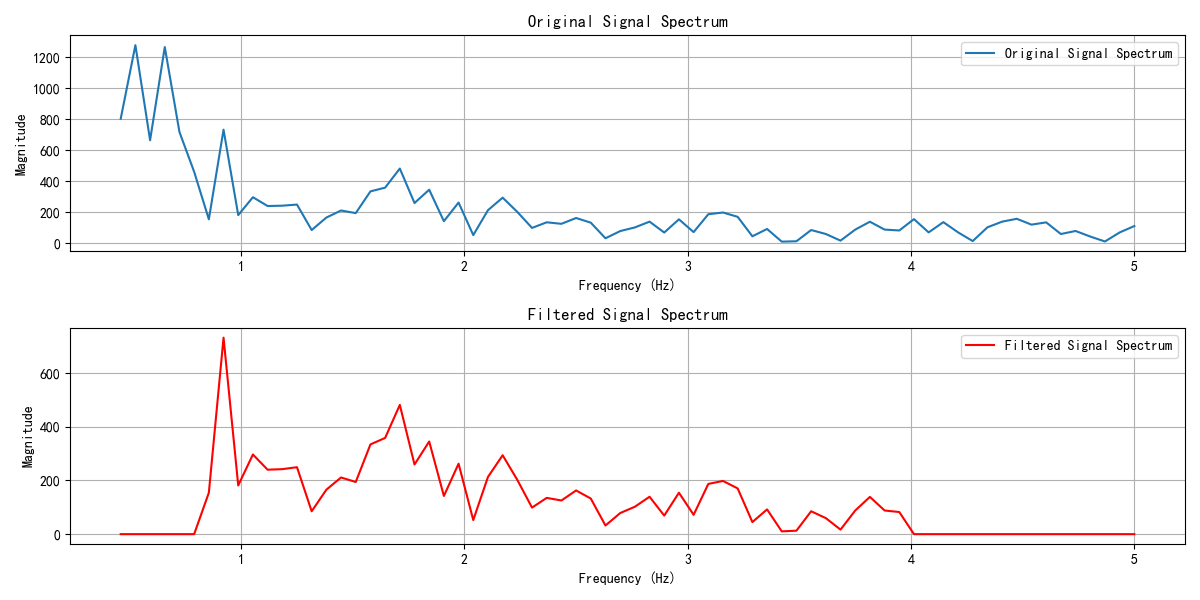 Original Signal Spectrum
Original Signal Spectrum
1200
1000
800
600
400
200
0
Magnitude
1 2 3 4 5
Frequency (Hz)
Filtered Signal Spectrum
Filtered Signal Spectrum
600
400
200
0
Magnitude
1 2 3 4 5
Frequency (Hz)